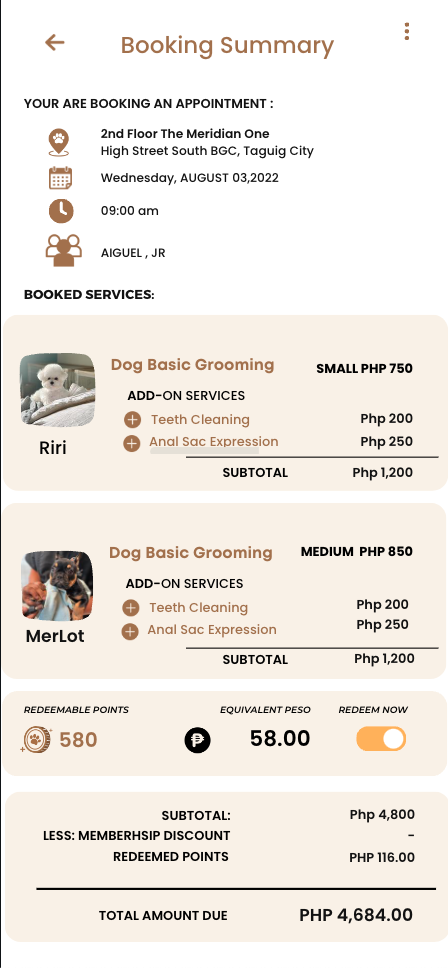 Booking Summary
YOUR ARE BOOKING AN APPOINTMENT :
2nd Floor The Meridian One
High Street South BGC, Taguig City
Wednesday, AUGUST 03,2022
09:00 am
AIGUEL , JR
BOOKED SERVICES:
Dog Basic Grooming SMALL PHP 750
ADD-ON SERVICES
Teeth Cleaning Php 200
Anal Sac Expression Php 250
Riri
SUBTOTAL Php 1,200
Dog Basic Grooming MEDIUM PHP 850
ADD-ON SERVICES
Teeth Cleaning Php 200
Anal Sac Expression Php 250
MerLot
SUBTOTAL Php 1,200
REDEEMABLE POINTS EQUIVALENT PESO REDEEM NOW
580 ₱ 58.00
SUBTOTAL: Php 4,800
LESS: MEMBERHSIP DISCOUNT -
REDEEMED POINTS PHP 116.00
TOTAL AMOUNT DUE PHP 4,684.00